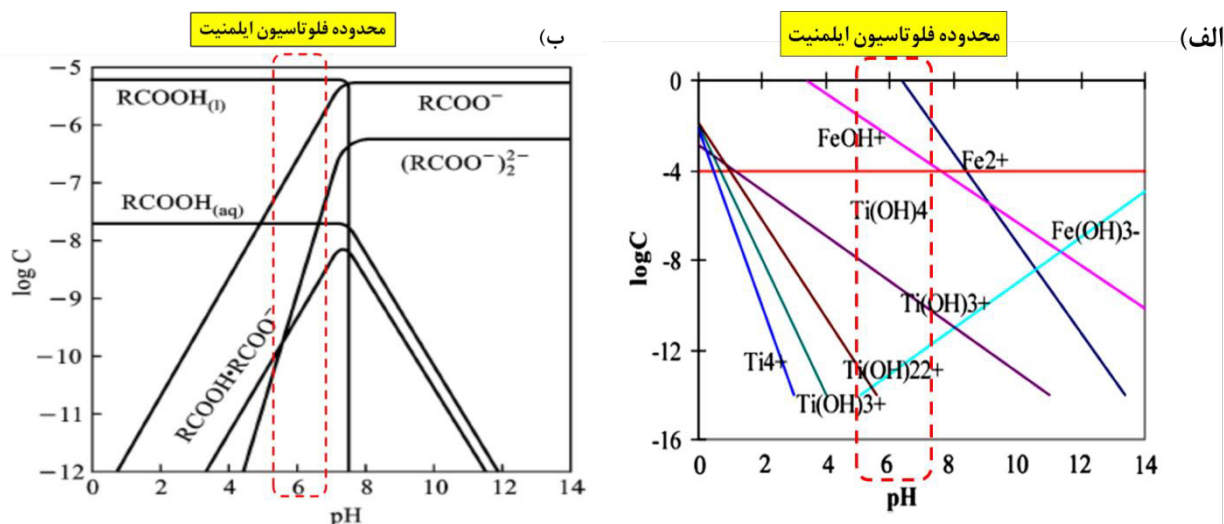 الف)
محدوده فلوتاسیون ایلمنیت
0
-4
-8
-12
-16
logC
FeOH+
Fe2+
Ti(OH)4
Fe(OH)3-
Ti(OH)3+
Ti4+
Ti(OH)22+
Ti(OH)3+
0 2 4 6 8 10 12 14
pH
ب)
محدوده فلوتاسیون ایلمنیت
−5
−6
−7
−8
−9
−10
−11
−12
log C
RCOOH(l)
RCOO−
(RCOO−)₂²−
RCOOH(aq)
RCOOH·RCOO−
0 2 4 6 8 10 12 14
pH